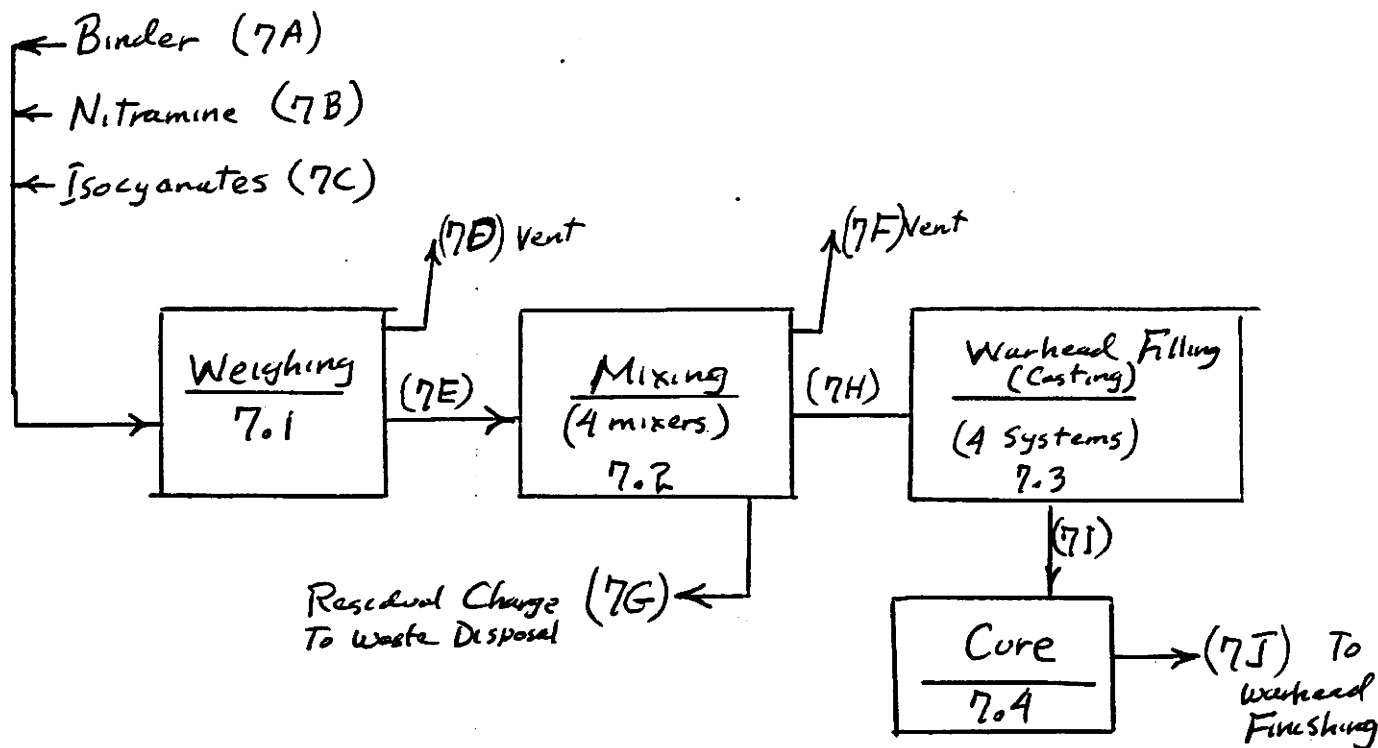 Binder (7A)
Nitramine (7B)
Isocyanates (7C)
(7D) Vent
(7F) Vent
Weighing
7.1
(7E)
Mixing
(4 mixers)
7.2
(7H)
Warhead Filling
(Casting)
(4 Systems)
7.3
(7I)
Residual Charge (7G)
To Waste Disposal
Cure
7.4
(7J) To
Warhead
Finishing